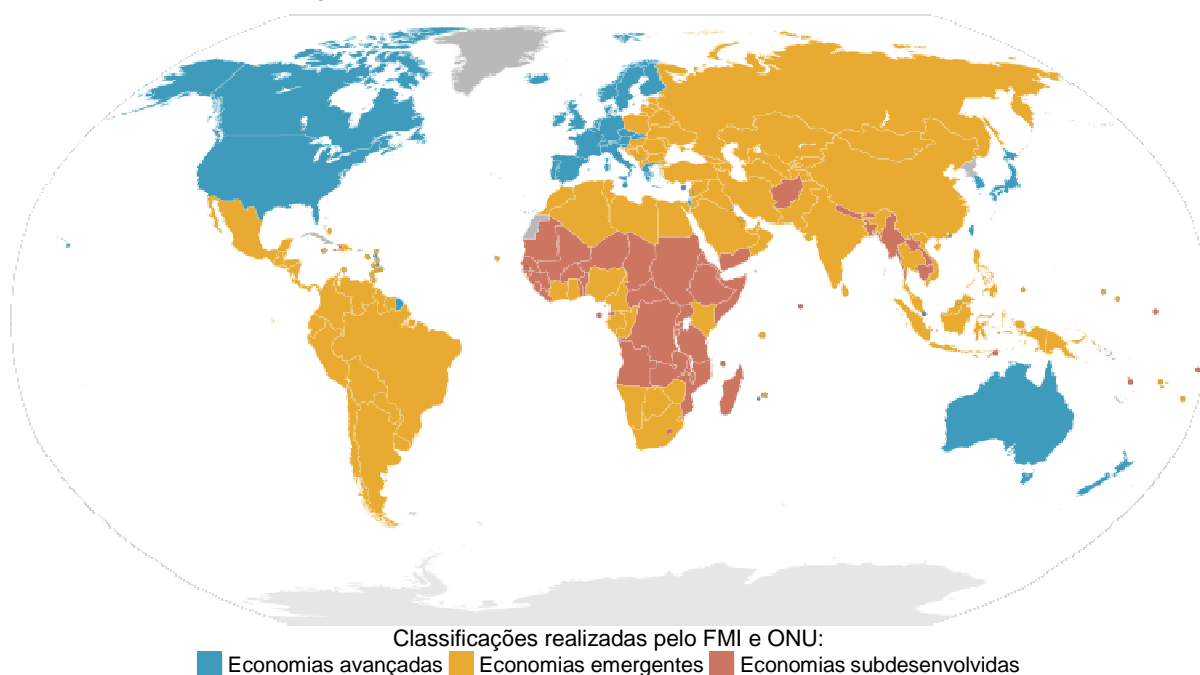 Classificações realizadas pelo FMI e ONU:
Economias avançadas Economias emergentes Economias subdesenvolvidas